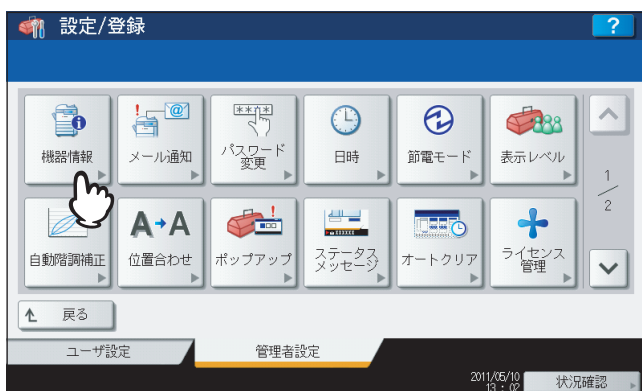 設定/登録
?
機器情報
メール通知
パスワード
変更
日時
節電モード
表示レベル
1
2
自動階調補正
位置合わせ
ポップアップ
ステータス
メッセージ
オートクリア
ライセンス
管理
戻る
ユーザ設定
管理者設定
2011/05/10
13 : 02
状況確認